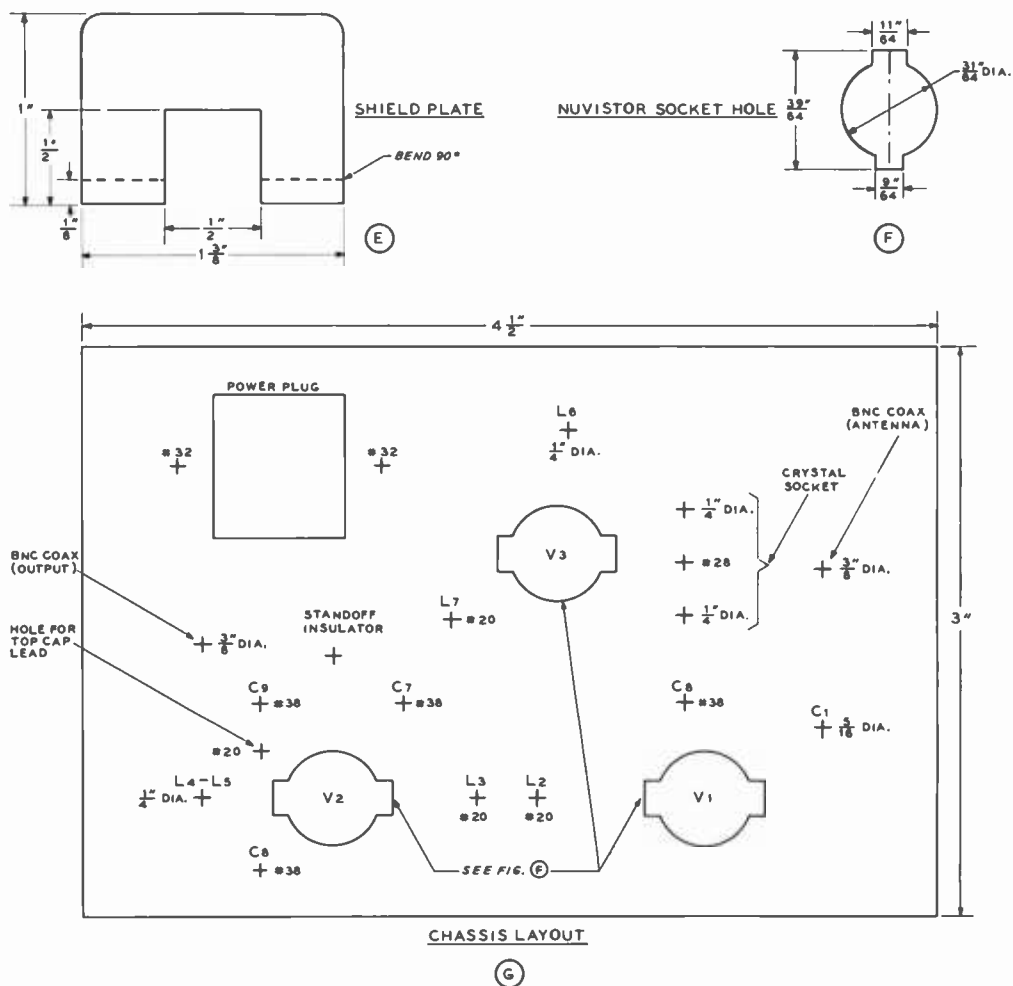 1"
1/2"
1/8"
1/2"
1 3/8"
SHIELD PLATE
BEND 90°
E
NUVISTOR SOCKET HOLE
11/64"
31/64" DIA.
39/64"
9/64"
F
4 1/2"
3"
POWER PLUG
#32
#32
L6
1/4" DIA.
BNC COAX
(ANTENNA)
CRYSTAL
SOCKET
1/4" DIA.
#28
1/4" DIA.
3/8" DIA.
V3
BNC COAX
(OUTPUT)
3/8" DIA.
HOLE FOR
TOP CAP
LEAD
STANDOFF
INSULATOR
L7
#20
C9
#38
C7
#38
C8
#38
C1
5/16 DIA.
#20
L4-L5
1/4" DIA.
V2
L3
#20
L2
#20
V1
C8
#38
SEE FIG. F
CHASSIS LAYOUT
G